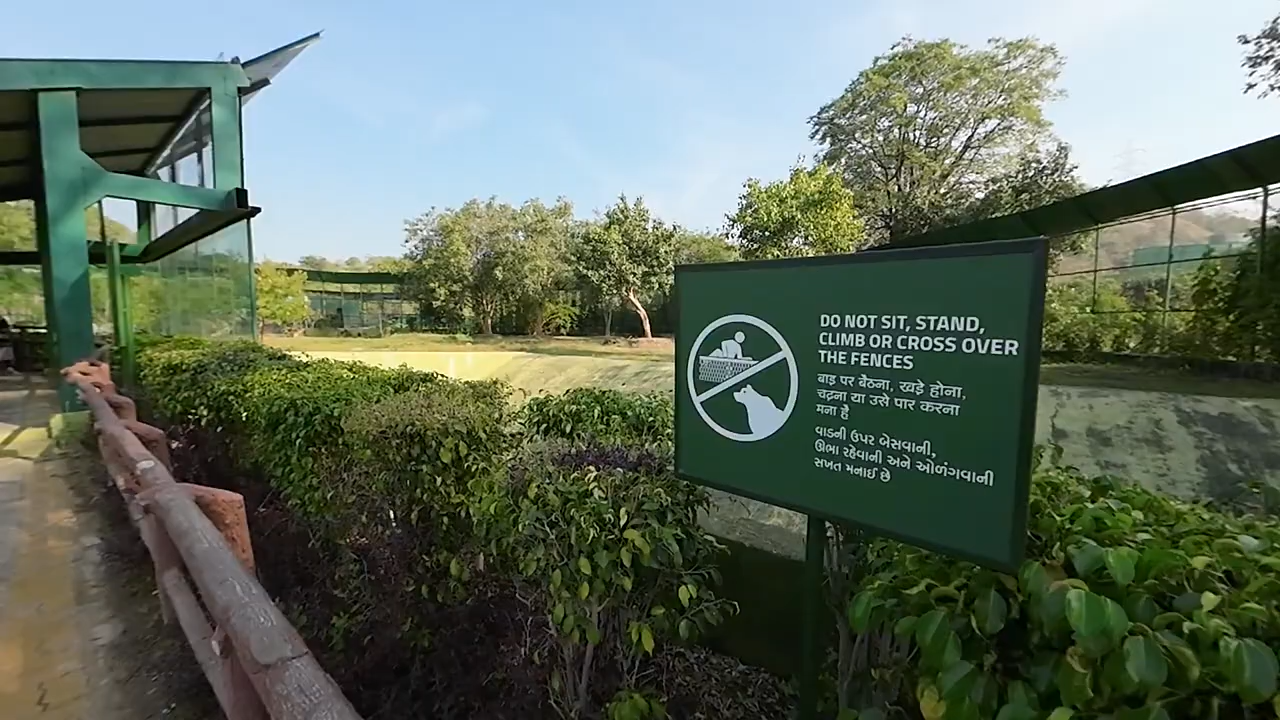 DO NOT SIT, STAND,
CLIMB OR CROSS OVER
THE FENCES
बाड़ पर बैठना, खड़े होना,
चढ़ना या उसे पार करना
मना है
વાડની ઉપર બેસવાની,
ઊભા રહેવાની અને ઓળંગવાની
સખત મનાઈ છે